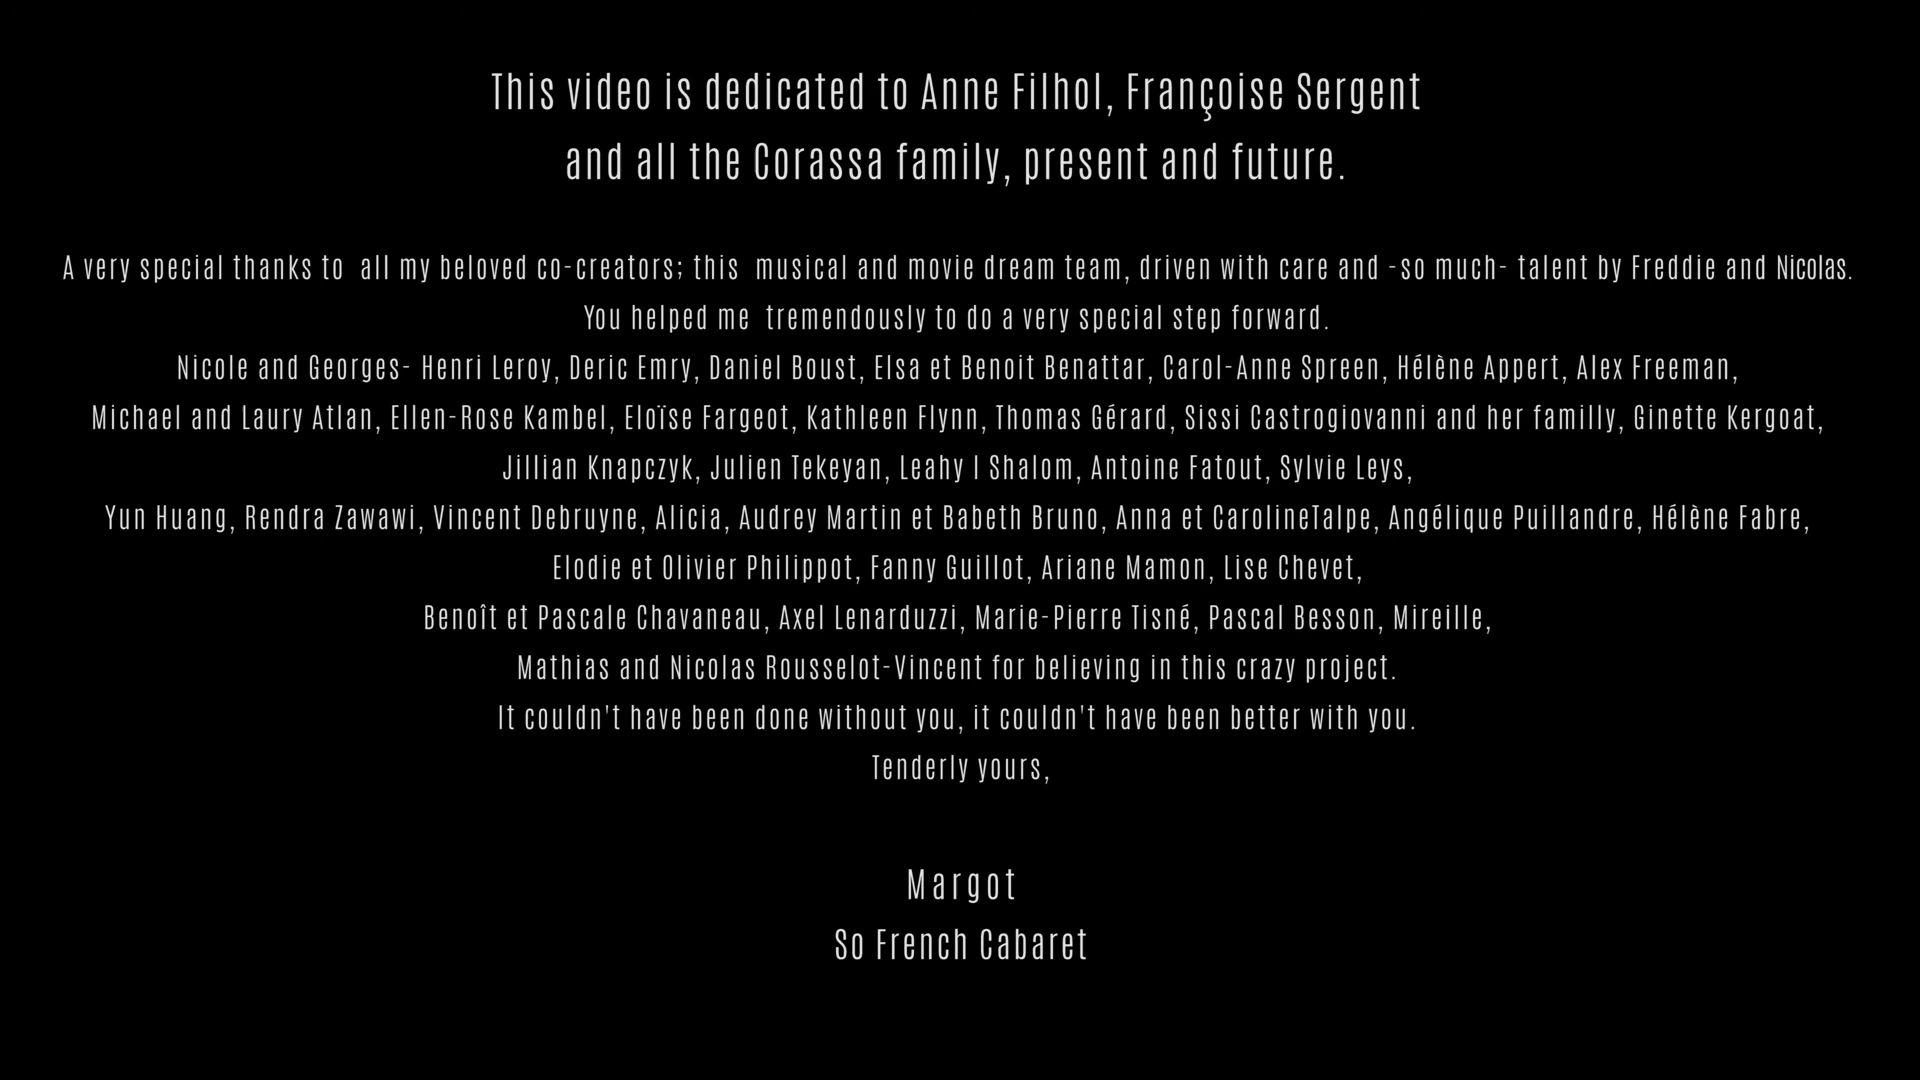 This video is dedicated to Anne Filhol, Françoise Sergent
and all the Corassa family, present and future.
A very special thanks to all my beloved co-creators; this musical and movie dream team, driven with care and -so much- talent by Freddie and Nicolas.
You helped me tremendously to do a very special step forward.
Nicole and Georges- Henri Leroy, Deric Emry, Daniel Boust, Elsa et Benoit Benattar, Carol-Anne Spreen, Hélène Appert, Alex Freeman,
Michael and Laury Atlan, Ellen-Rose Kambel, Eloïse Fargeot, Kathleen Flynn, Thomas Gérard, Sissi Castrogiovanni and her familly, Ginette Kergoat,
Jillian Knapczyk, Julien Tekeyan, Leahy I Shalom, Antoine Fatout, Sylvie Leys,
Yun Huang, Rendra Zawawi, Vincent Debruyne, Alicia, Audrey Martin et Babeth Bruno, Anna et CarolineTalpe, Angélique Puillandre, Hélène Fabre,
Elodie et Olivier Philippot, Fanny Guillot, Ariane Mamon, Lise Chevet,
Benoît et Pascale Chavaneau, Axel Lenarduzzi, Marie-Pierre Tisné, Pascal Besson, Mireille,
Mathias and Nicolas Rousselot-Vincent for believing in this crazy project.
It couldn't have been done without you, it couldn't have been better with you.
Tenderly yours,
Margot
So French Cabaret